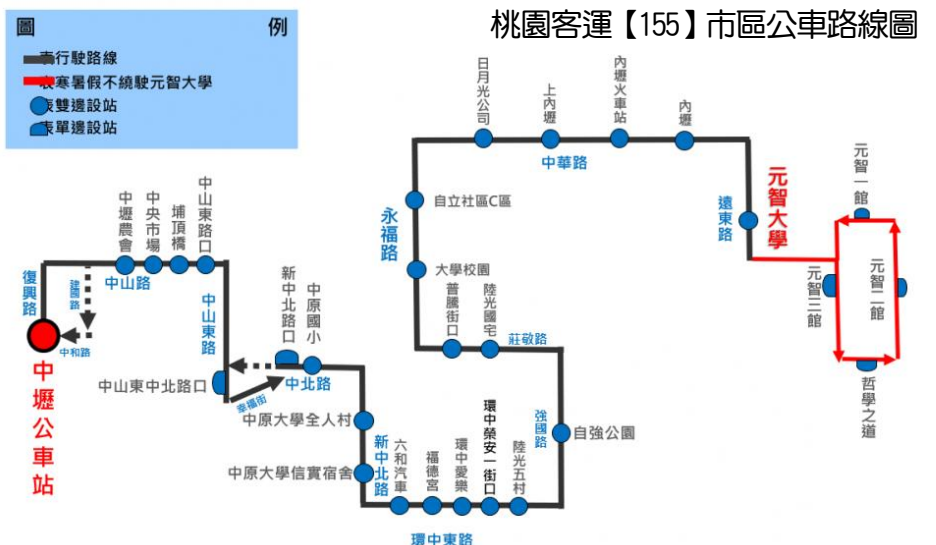 桃園客運【155】市區公車路線圖
圖 例
表行駛路線
表寒暑假不繞駛元智大學
表雙邊設站
表單邊設站
日月光公司
上內壢
內壢火車站
內壢
中華路
元智一館
元智大學
遠東路
元智二館
元智三館
哲學之道
自立社區C區
永福路
大學校園
普騰街口
陸光國宅
莊敬路
中壢農會
中央市場
埔頂橋
中山東路口
中山路
復興路
建國路
中和路
中壢公車站
中山東路
新中北路口
中原國小
中北路
中山東中北路口
幸福街
中原大學全人村
新中北路
中原大學信實宿舍
六和汽車
福德宮
環中愛樂
環中榮安一街口
陸光五村
強國路
自強公園
環中東路